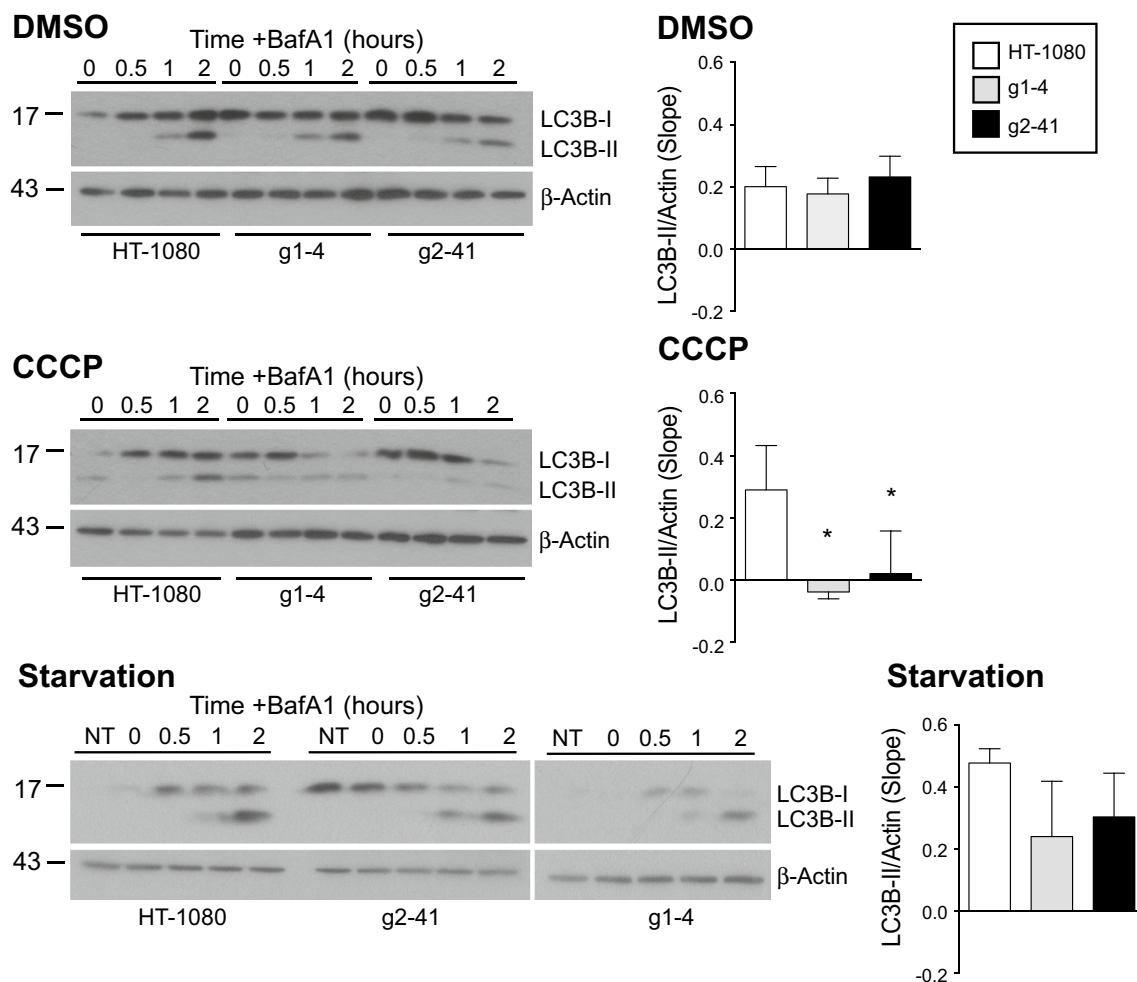 DMSO
Time +BafA1 (hours)
0 0.5 1 2 0 0.5 1 2 0 0.5 1 2
17
LC3B-I
LC3B-II
43
β-Actin
HT-1080 g1-4 g2-41
DMSO
0.6
0.4
0.2
0.0
-0.2
LC3B-II/Actin (Slope)
HT-1080
g1-4
g2-41
CCCP
Time +BafA1 (hours)
0 0.5 1 2 0 0.5 1 2 0 0.5 1 2
17
LC3B-I
LC3B-II
43
β-Actin
HT-1080 g1-4 g2-41
CCCP
0.6
0.4
0.2
0.0
-0.2
LC3B-II/Actin (Slope)
* *
Starvation
Time +BafA1 (hours)
NT 0 0.5 1 2 NT 0 0.5 1 2 NT 0 0.5 1 2
17
LC3B-I
LC3B-II
43
β-Actin
HT-1080 g2-41 g1-4
Starvation
0.6
0.4
0.2
0.0
-0.2
LC3B-II/Actin (Slope)